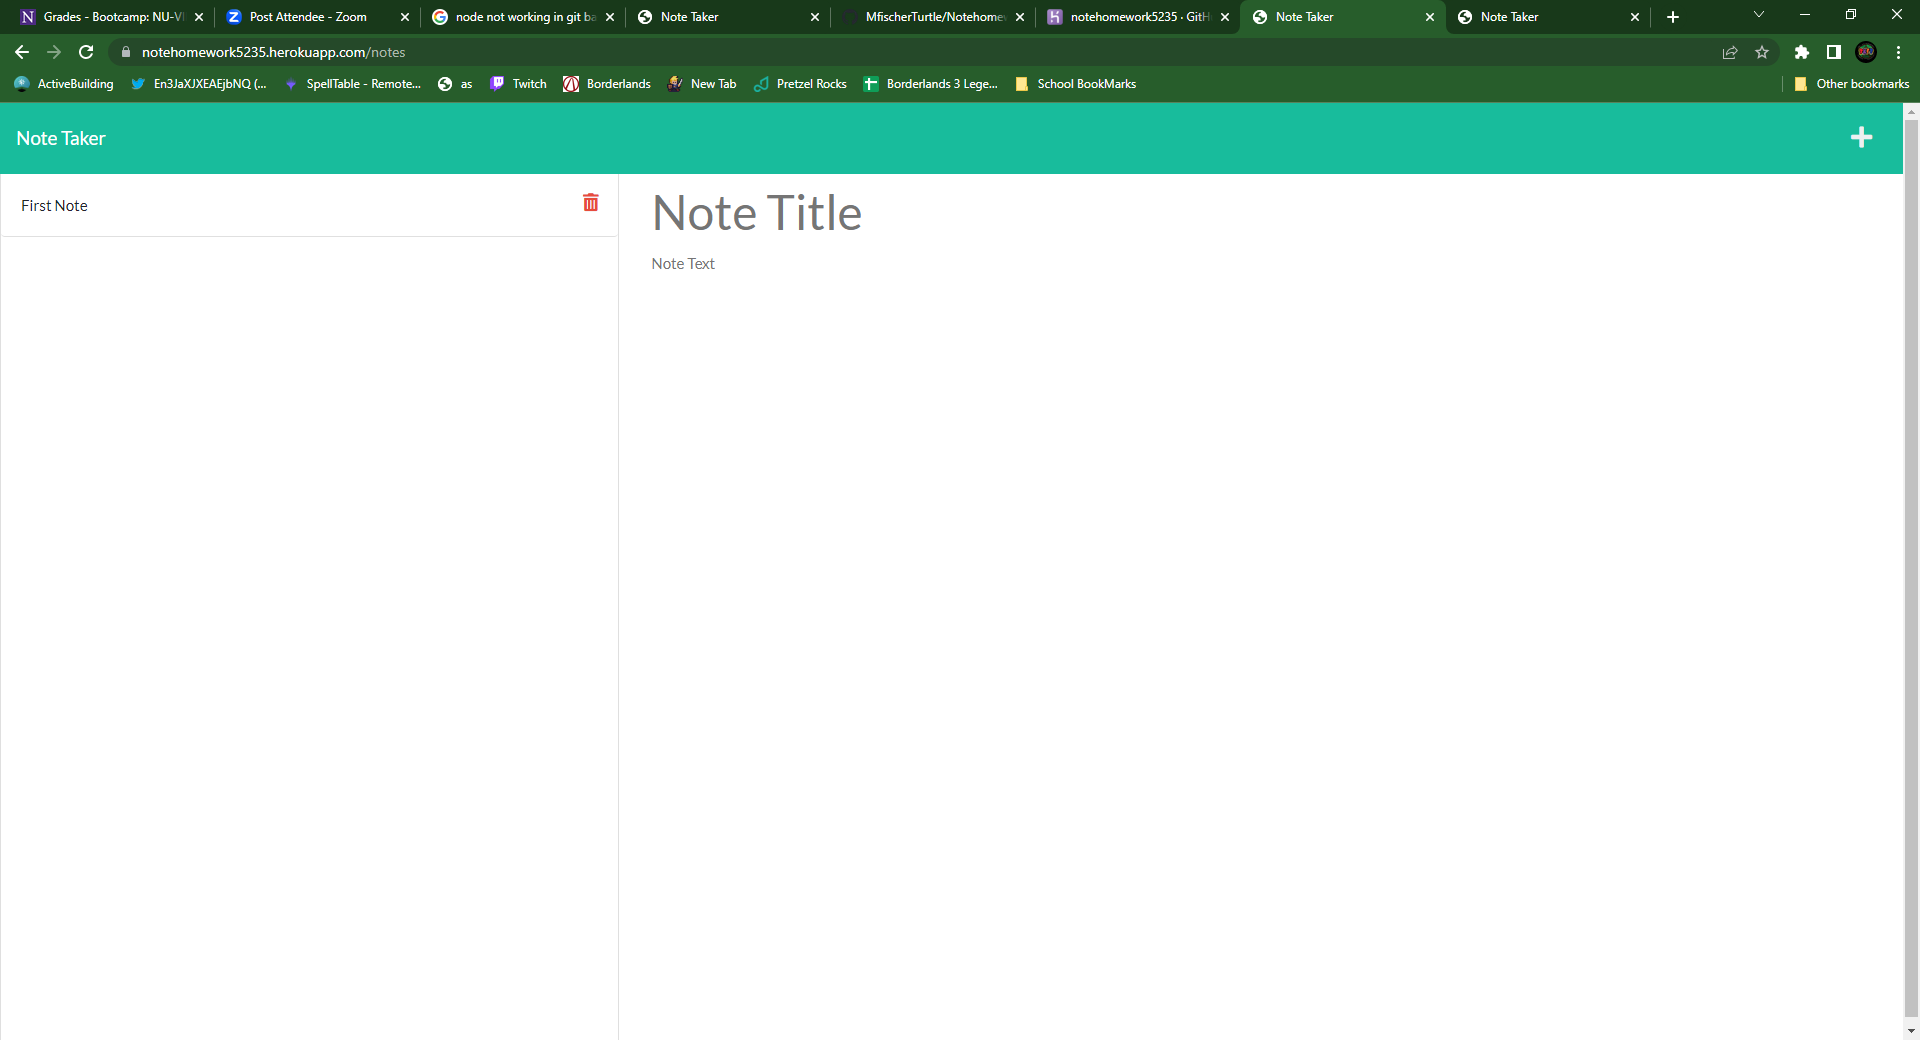 Grades - Bootcamp: NU-VI
Post Attendee - Zoom
node not working in git ba
Note Taker
MfischerTurtle/Notehomew
notehomework5235 · GitH
Note Taker
Note Taker
notehomework5235.herokuapp.com/notes
ActiveBuilding
En3JaXJXEAEjbNQ (...
SpellTable - Remote...
as
Twitch
Borderlands
New Tab
Pretzel Rocks
Borderlands 3 Lege...
School BookMarks
Other bookmarks
Note Taker
First Note
Note Title
Note Text